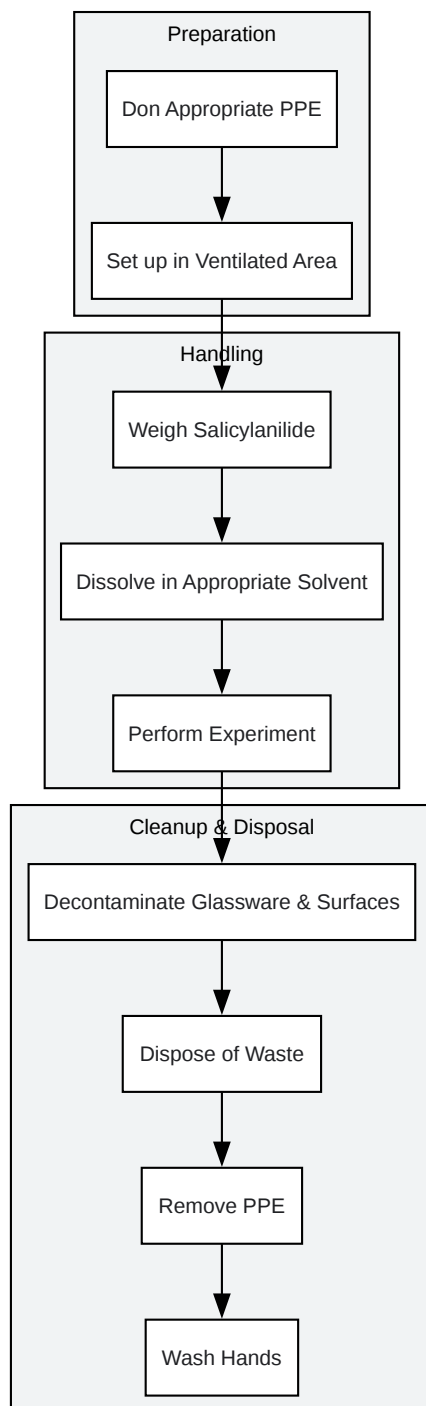 Preparation
Don Appropriate PPE
Set up in Ventilated Area
Handling
Weigh Salicylanilide
Dissolve in Appropriate Solvent
Perform Experiment
Cleanup & Disposal
Decontaminate Glassware & Surfaces
Dispose of Waste
Remove PPE
Wash Hands